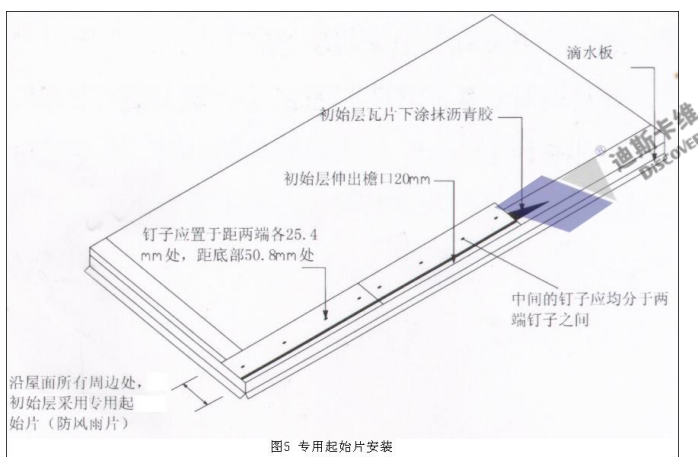 滴水板
初始层瓦片下涂抹沥青胶
®
迪斯卡维
DISCOVER
初始层伸出檐口20mm
钉子应置于距两端各25.4
mm处，距底部50.8mm处
中间的钉子应均分于两
端钉子之间
沿屋面所有周边处，
初始层采用专用起
始片（防风雨片）
图5 专用起始片安装